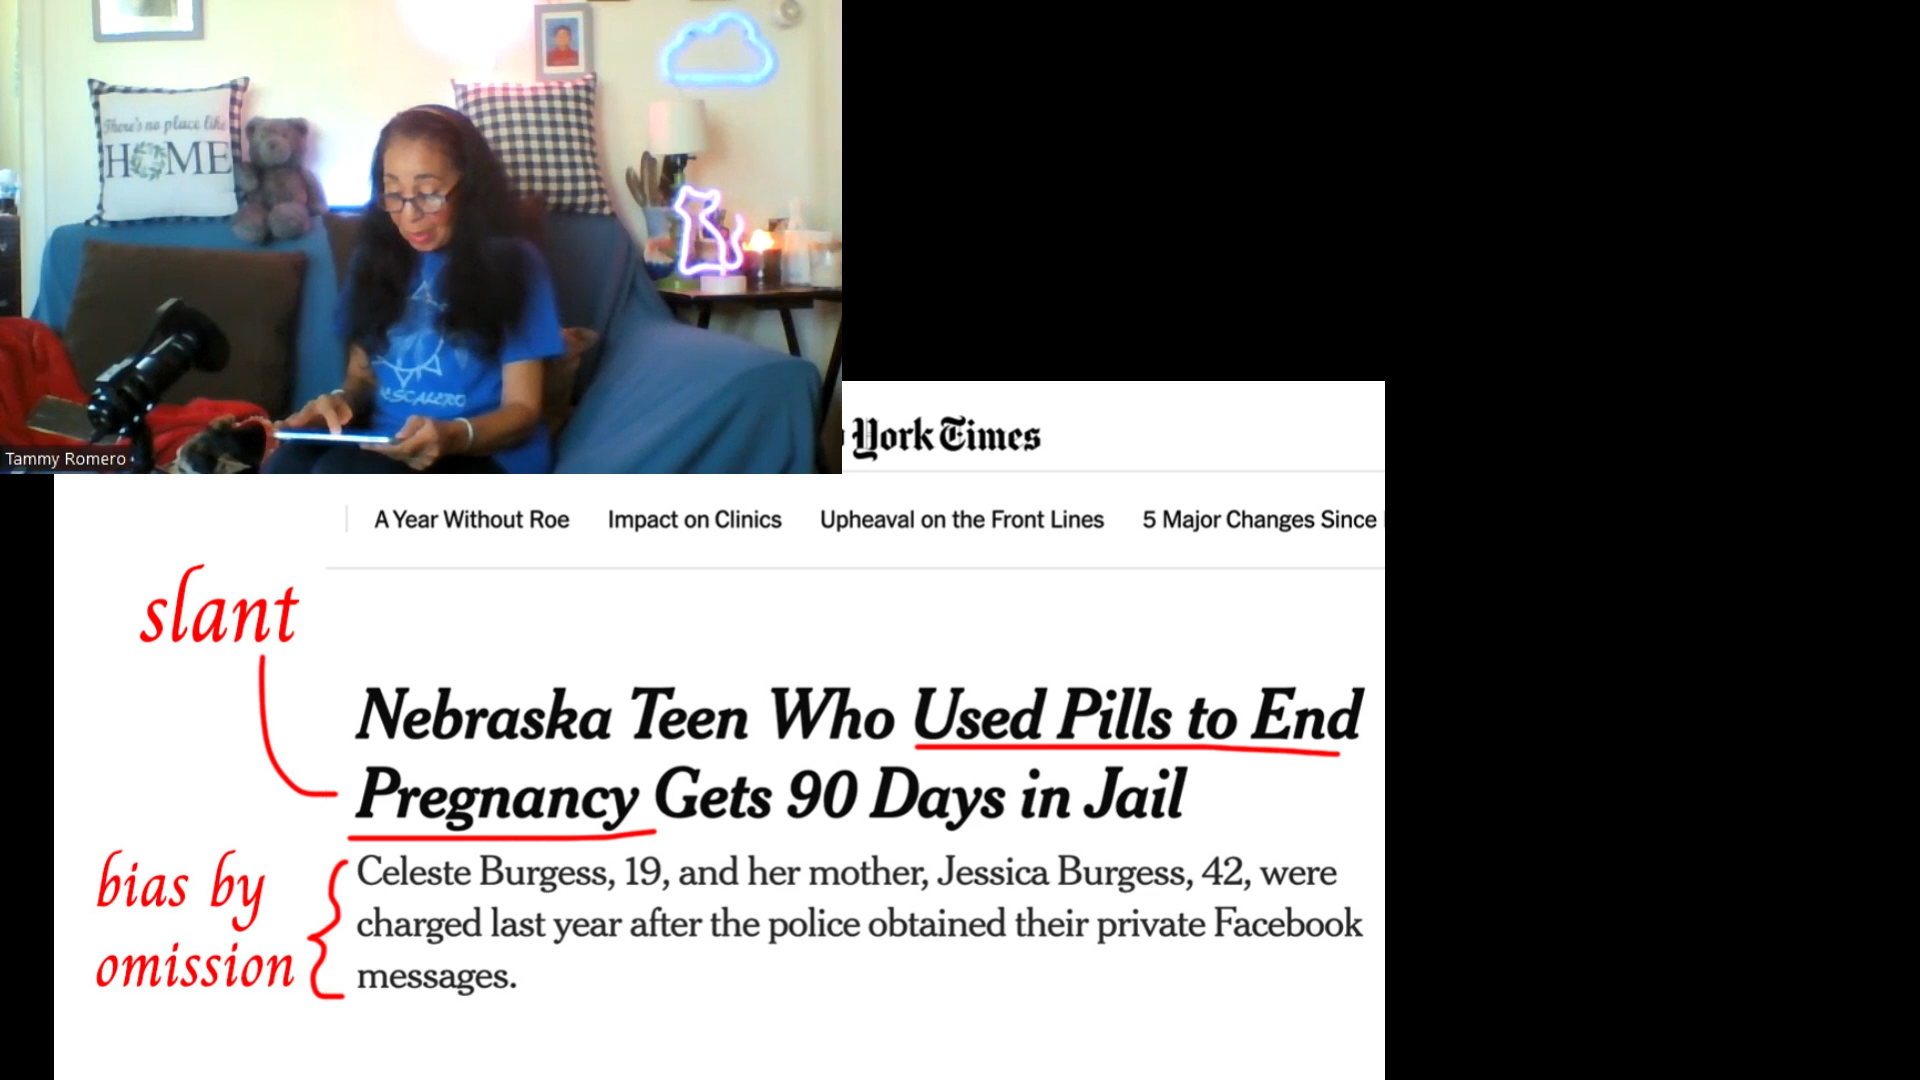 There's no place like
HOME
MESCALERO
Tammy Romero
York Times
A Year Without Roe Impact on Clinics Upheaval on the Front Lines 5 Major Changes Since
slant
Nebraska Teen Who Used Pills to End
Pregnancy Gets 90 Days in Jail
bias by
omission
Celeste Burgess, 19, and her mother, Jessica Burgess, 42, were
charged last year after the police obtained their private Facebook
messages.